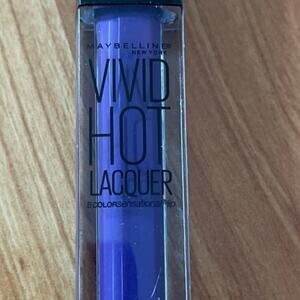 MAYBELLINE
NEW YORK
VIVID
HOT
LACQUER
COLORsensational